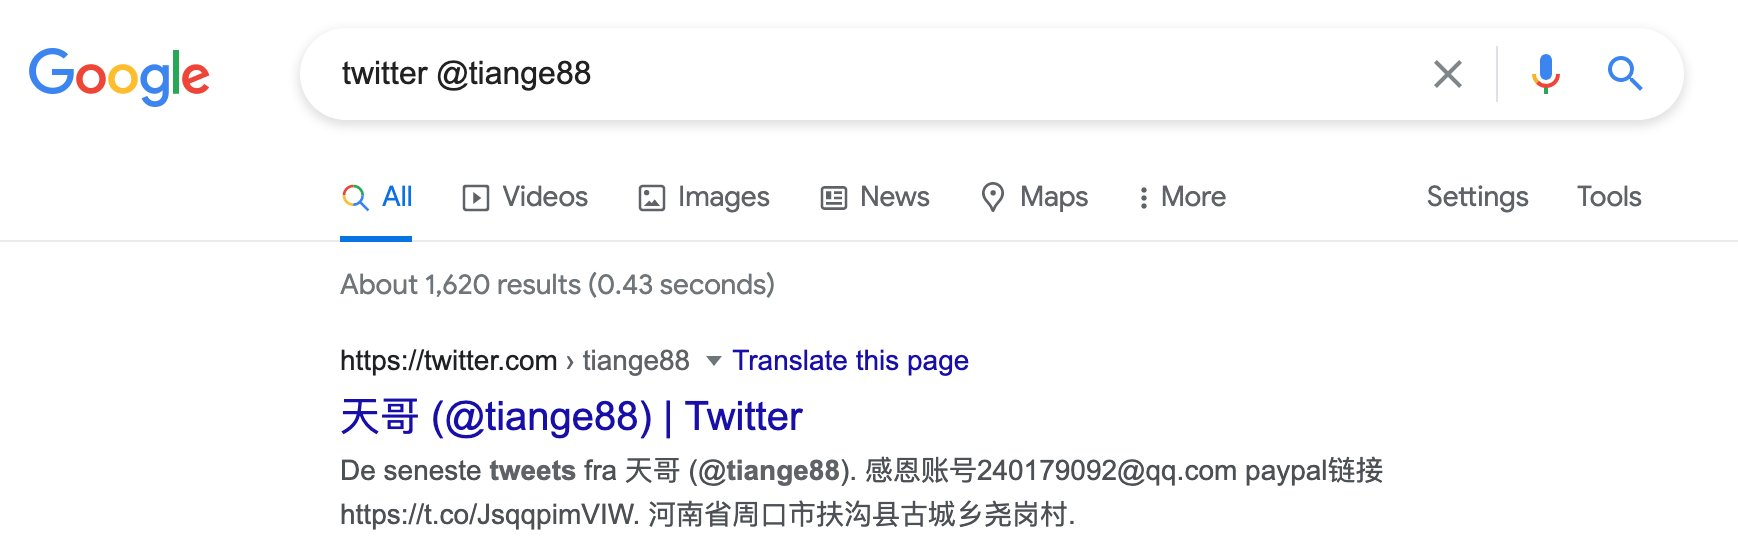 Google
twitter @tiange88
All Videos Images News Maps More Settings Tools
About 1,620 results (0.43 seconds)
https://twitter.com › tiange88 Translate this page
天哥 (@tiange88) | Twitter
De seneste tweets fra 天哥 (@tiange88). 感恩账号240179092@qq.com paypal链接
https://t.co/JsqqpimVIW. 河南省周口市扶沟县古城乡尧岗村.